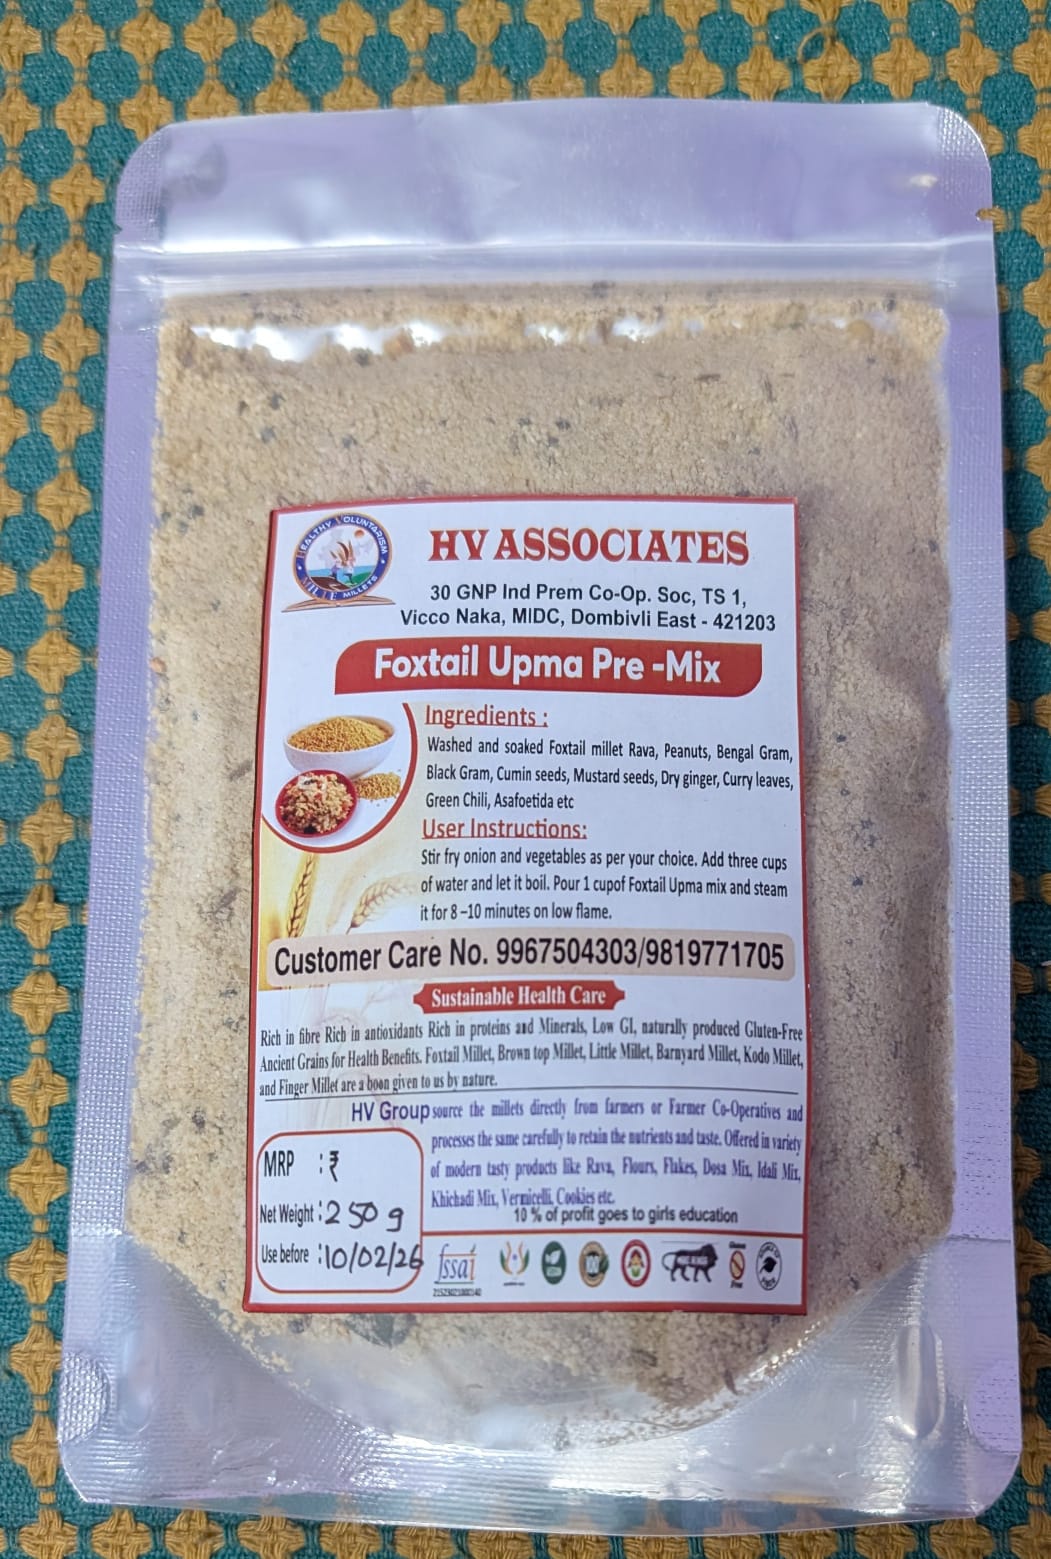 HEALTHY VOLUNTARISM
MILLETS
HV ASSOCIATES
30 GNP Ind Prem Co-Op. Soc, TS 1,
Vicco Naka, MIDC, Dombivli East - 421203
Foxtail Upma Pre -Mix
Ingredients :
Washed and soaked Foxtail millet Rava, Peanuts, Bengal Gram,
Black Gram, Cumin seeds, Mustard seeds, Dry ginger, Curry leaves,
Green Chili, Asafoetida etc
User Instructions:
Stir fry onion and vegetables as per your choice. Add three cups
of water and let it boil. Pour 1 cupof Foxtail Upma mix and steam
it for 8 –10 minutes on low flame.
Customer Care No. 9967504303/9819771705
Sustainable Health Care
Rich in fibre Rich in antioxidants Rich in proteins and Minerals, Low GI, naturally produced Gluten-Free
Ancient Grains for Health Benefits. Foxtail Millet, Brown top Millet, Little Millet, Barnyard Millet, Kodo Millet,
and Finger Millet are a boon given to us by nature.
HV Group source the millets directly from farmers or Farmer Co-Operatives and
processes the same carefully to retain the nutrients and taste. Offered in variety
of modern tasty products like Rava, Flours, Flakes, Dosa Mix, Idali Mix,
Khichadi Mix, Vermicelli, Cookies etc.
10 % of profit goes to girls education
MRP : ₹
Net Weight : 250 g
Use before : 10/02/26
fssai